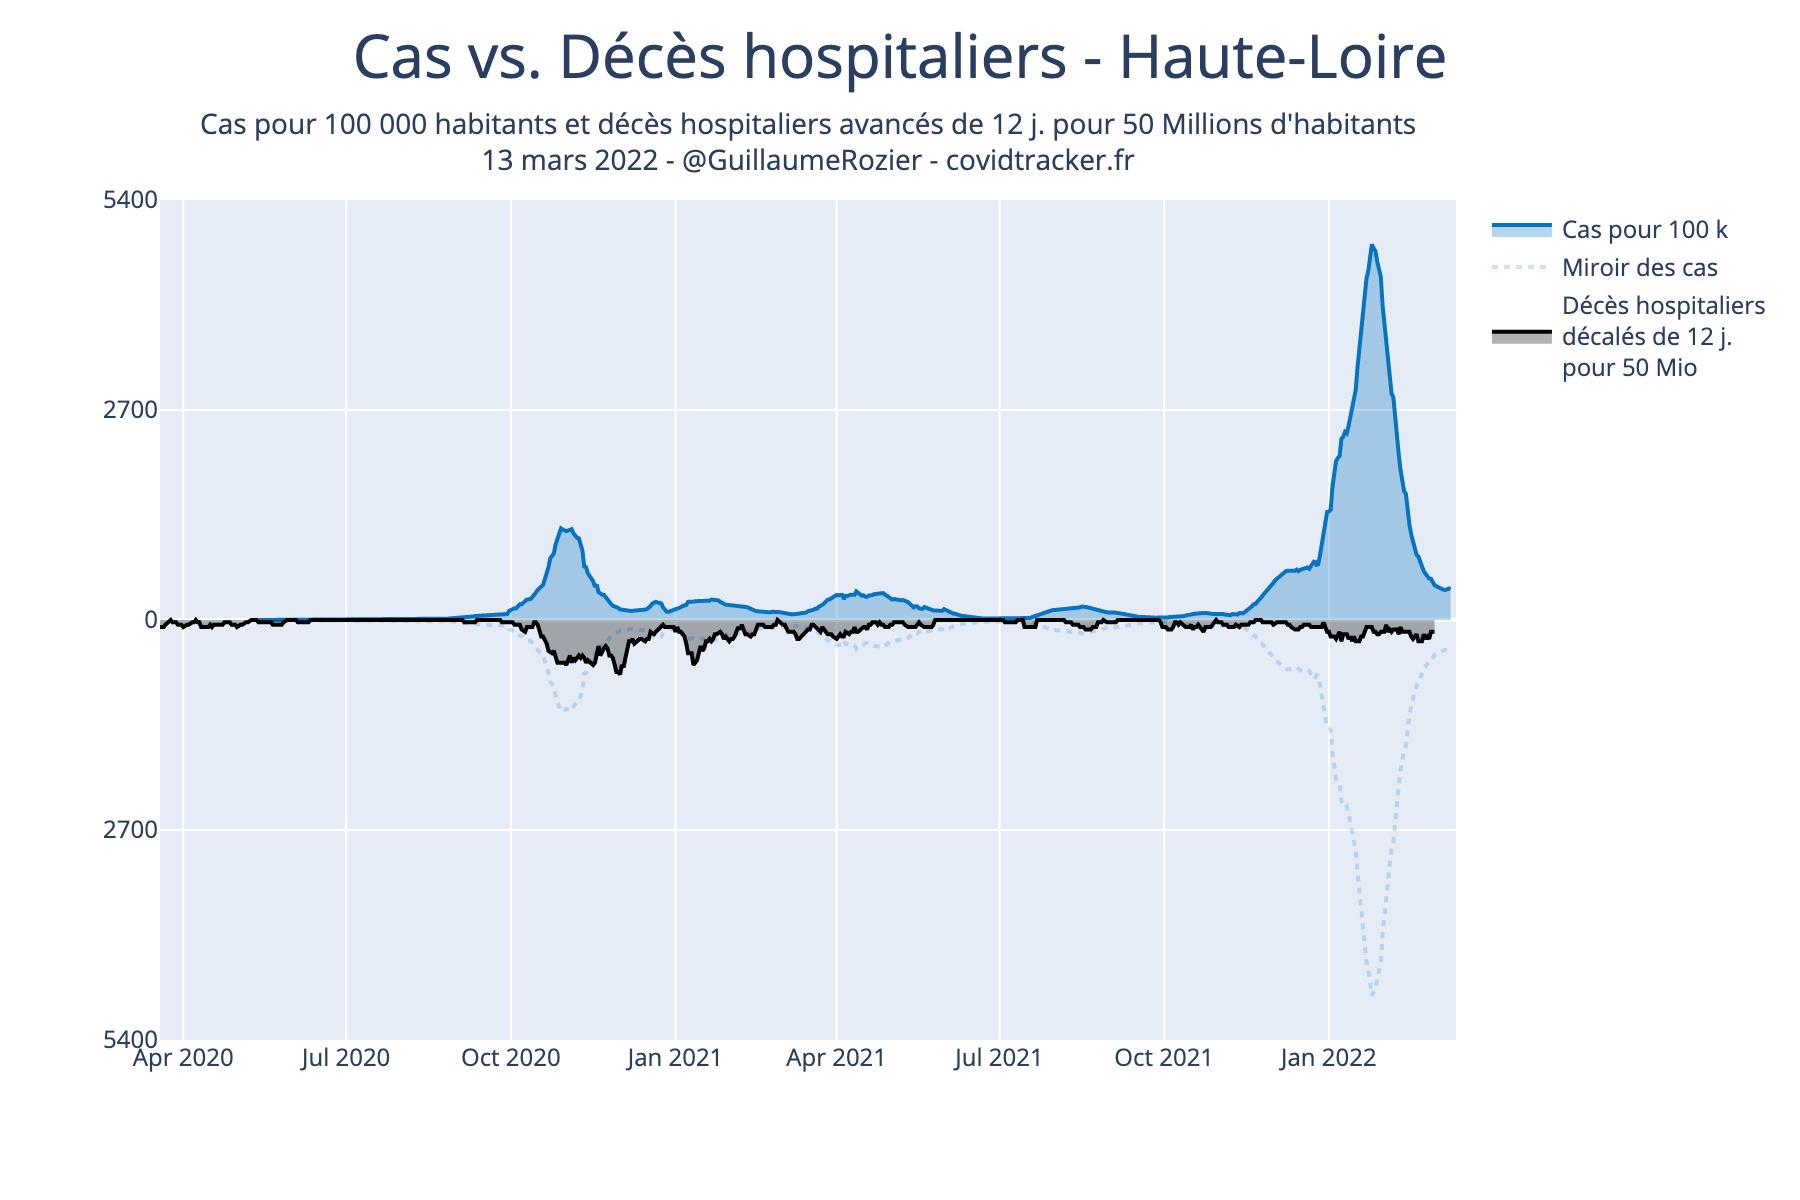 Cas vs. Décès hospitaliers - Haute-Loire
Cas pour 100 000 habitants et décès hospitaliers avancés de 12 j. pour 50 Millions d'habitants
13 mars 2022 - @GuillaumeRozier - covidtracker.fr
5400
2700
0
2700
5400
Apr 2020
Jul 2020
Oct 2020
Jan 2021
Apr 2021
Jul 2021
Oct 2021
Jan 2022
Cas pour 100 k
Miroir des cas
Décès hospitaliers
décalés de 12 j.
pour 50 Mio